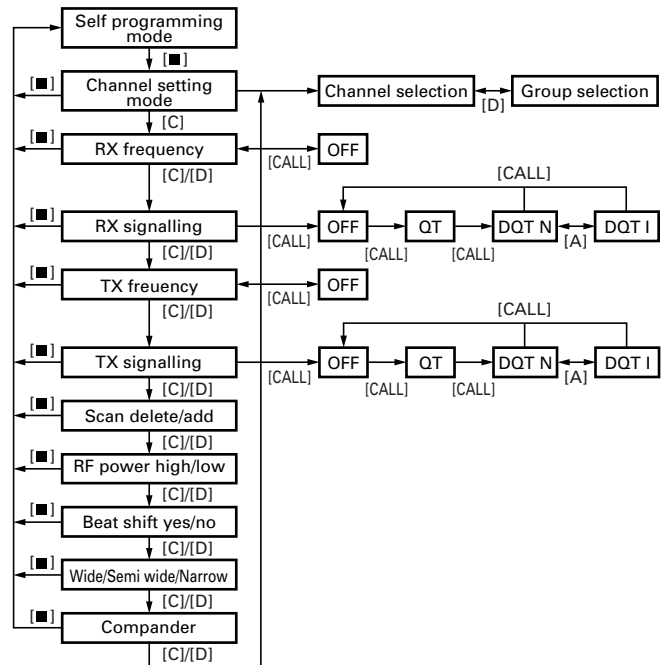 Self programming
mode
[■]
[■] Channel setting
mode
Channel selection
[D]
Group selection
[C]
[■] RX frequency
[CALL]
OFF
[C]/[D]
[CALL]
[■] RX signalling
[CALL]
OFF
[CALL]
QT
[CALL]
DQT N
[A]
DQT I
[C]/[D]
[■] TX freuency
[CALL]
OFF
[C]/[D]
[CALL]
[■] TX signalling
[CALL]
OFF
[CALL]
QT
[CALL]
DQT N
[A]
DQT I
[C]/[D]
[■] Scan delete/add
[C]/[D]
[■] RF power high/low
[C]/[D]
[■] Beat shift yes/no
[C]/[D]
[■] Wide/Semi wide/Narrow
[C]/[D]
[■] Compander
[C]/[D]